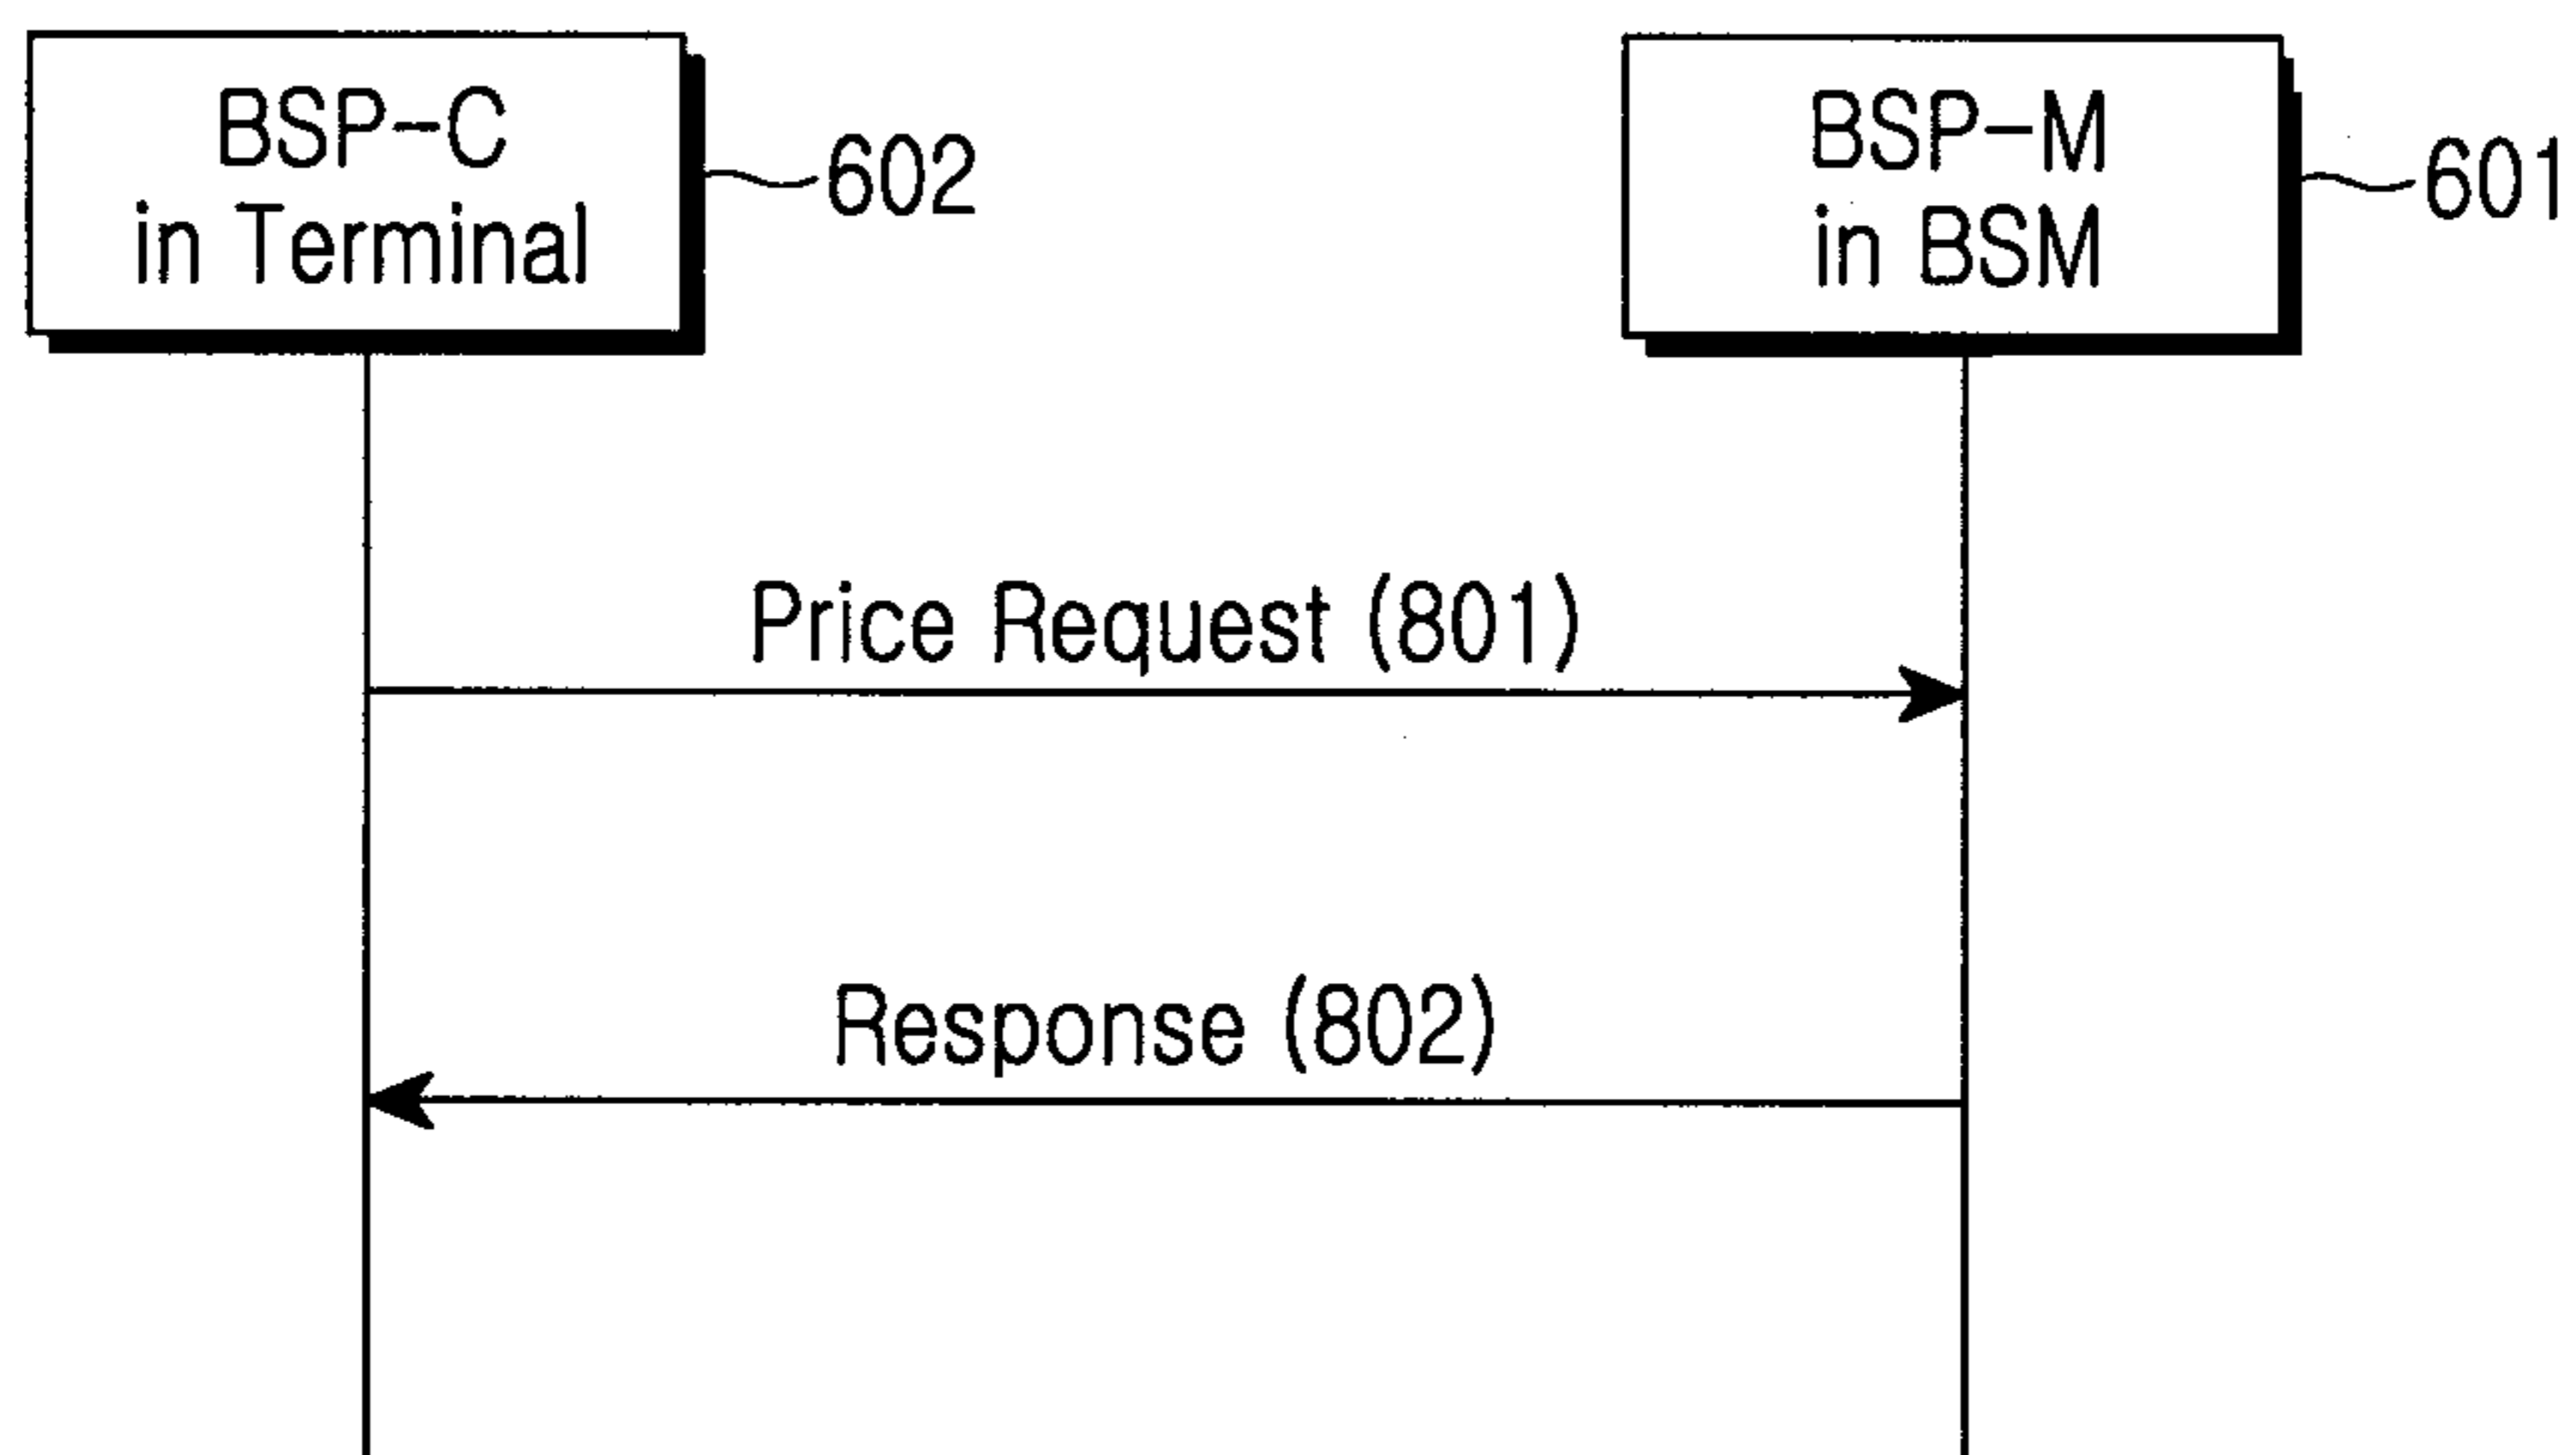 BSP-C
in Terminal
602
BSP-M
in BSM
601
Price Request (801)
Response (802)